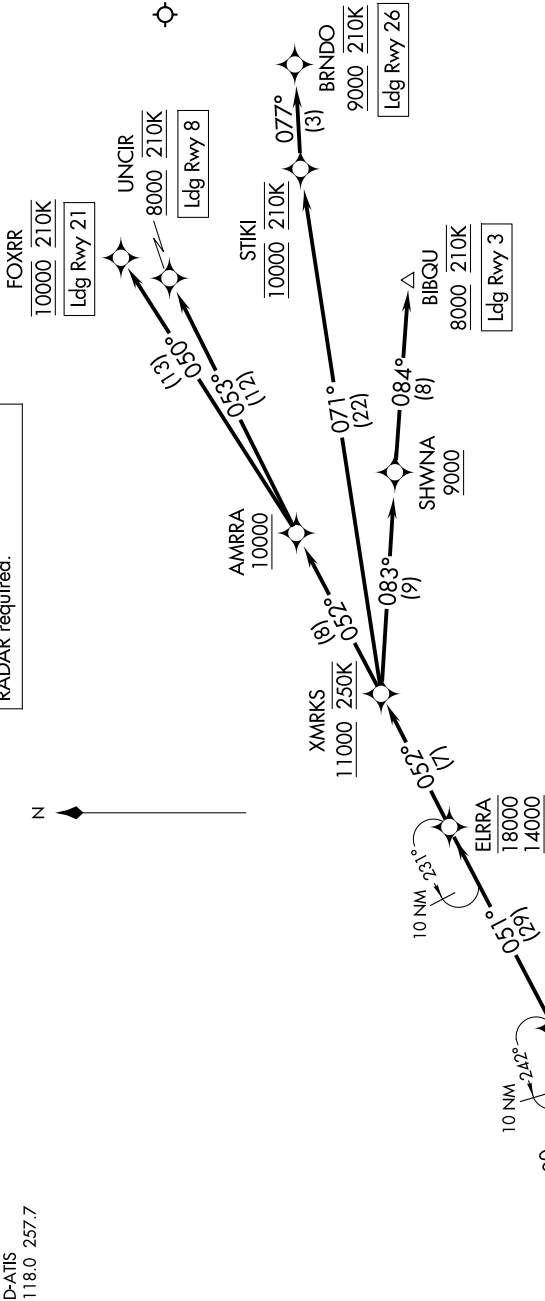 RADAR required.
N
D-ATIS
118.0 257.7
FOXRR
10000 210K
Ldg Rwy 21
UNCIR
8000 210K
Ldg Rwy 8
BRNDO
9000 210K
Ldg Rwy 26
STIKI
10000 210K
BIBQU
8000 210K
Ldg Rwy 3
SHWNA
9000
AMRRA
10000
XMRKS
11000 250K
ELRRA
18000
14000
050°
(13)
053°
(12)
077°
(3)
071°
(22)
084°
(8)
083°
(9)
052°
(8)
052°
(7)
051°
(29)
10 NM
231°
10 NM
242°